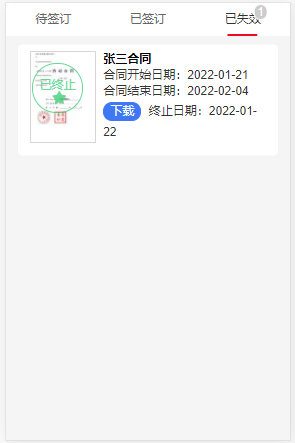 待签订 已签订 已失效 1
已终止
张三合同
合同开始日期：2022-01-21
合同结束日期：2022-02-04
下载 终止日期：2022-01-
22